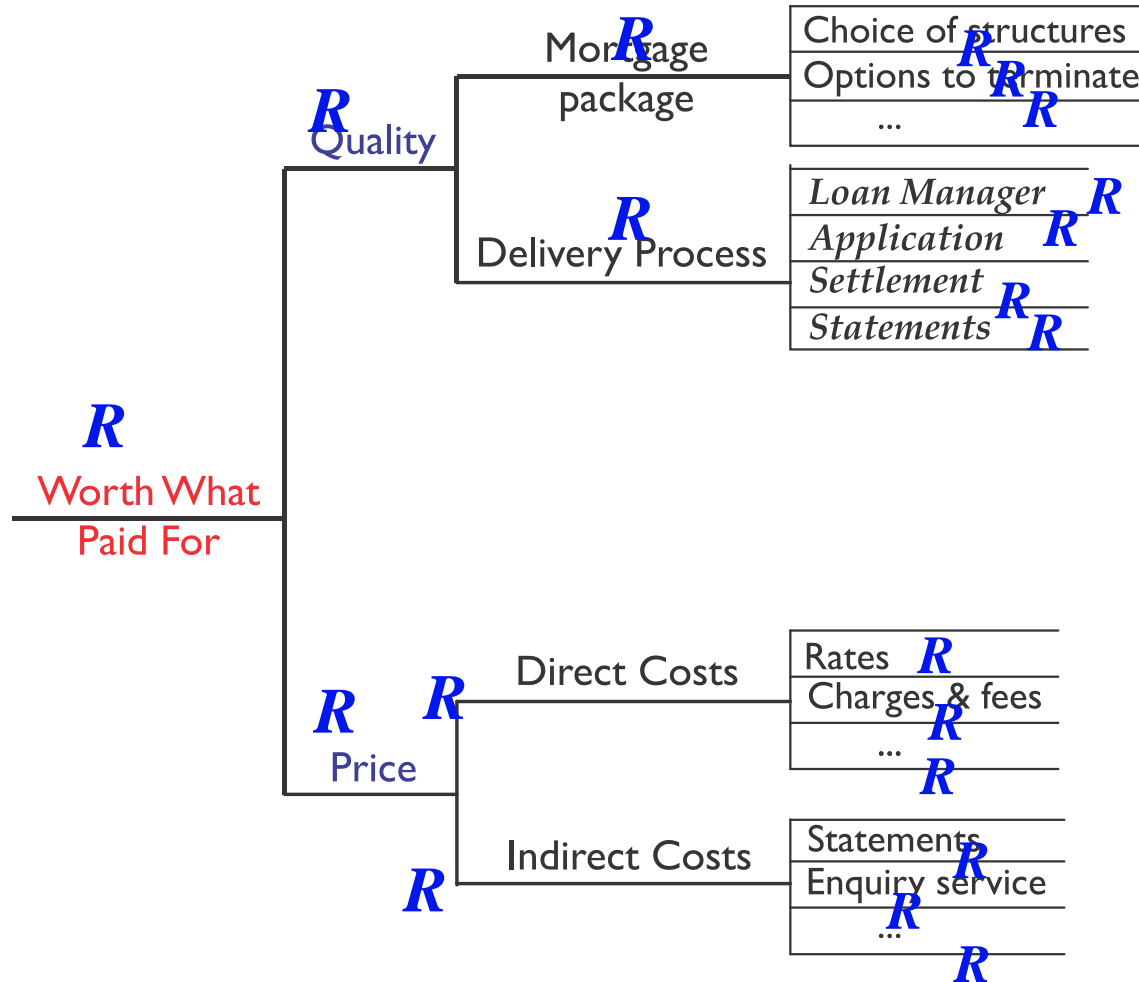 R
Mortgage
package
R
Choice of structures
R
Options to terminate
R
...
R
R
Quality
R
Delivery Process
Loan Manager R
Application R
Settlement
R
Statements R
R
Worth What
Paid For
R
Price
R
Direct Costs
Rates R
Charges & fees
R
...
R
R
Indirect Costs
Statements
R
Enquiry service
R
...
R